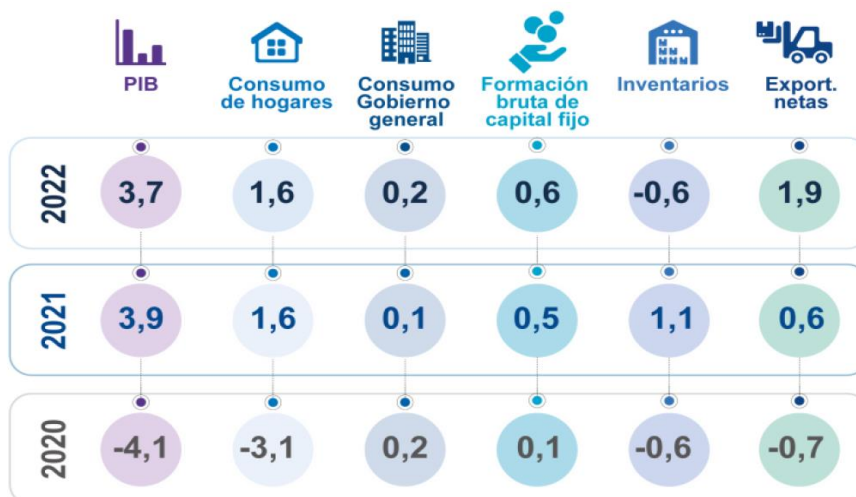 PIB
Consumo
de hogares
Consumo
Gobierno
general
Formación
bruta de
capital fijo
Inventarios
Export.
netas
2022
3,7
1,6
0,2
0,6
-0,6
1,9
2021
3,9
1,6
0,1
0,5
1,1
0,6
2020
-4,1
-3,1
0,2
0,1
-0,6
-0,7